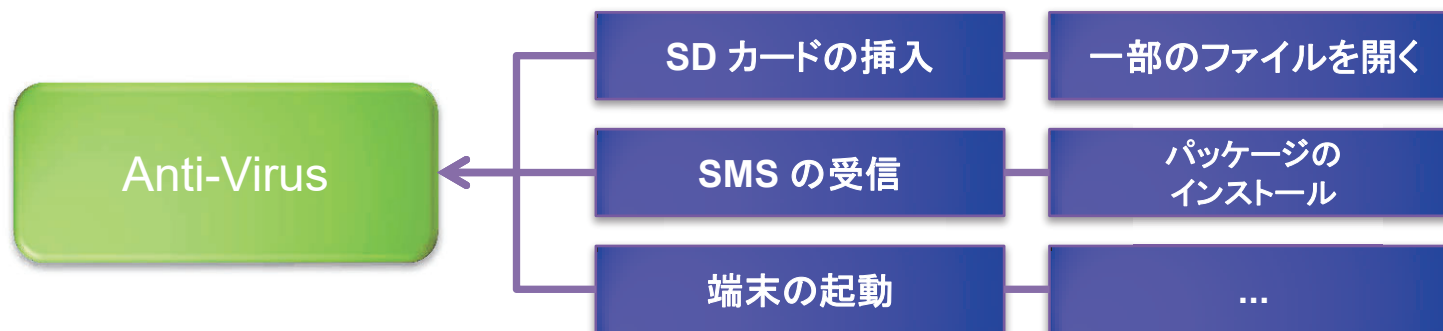 Anti-Virus
SD カードの挿入
一部のファイルを開く
SMS の受信
パッケージの
インストール
端末の起動
...